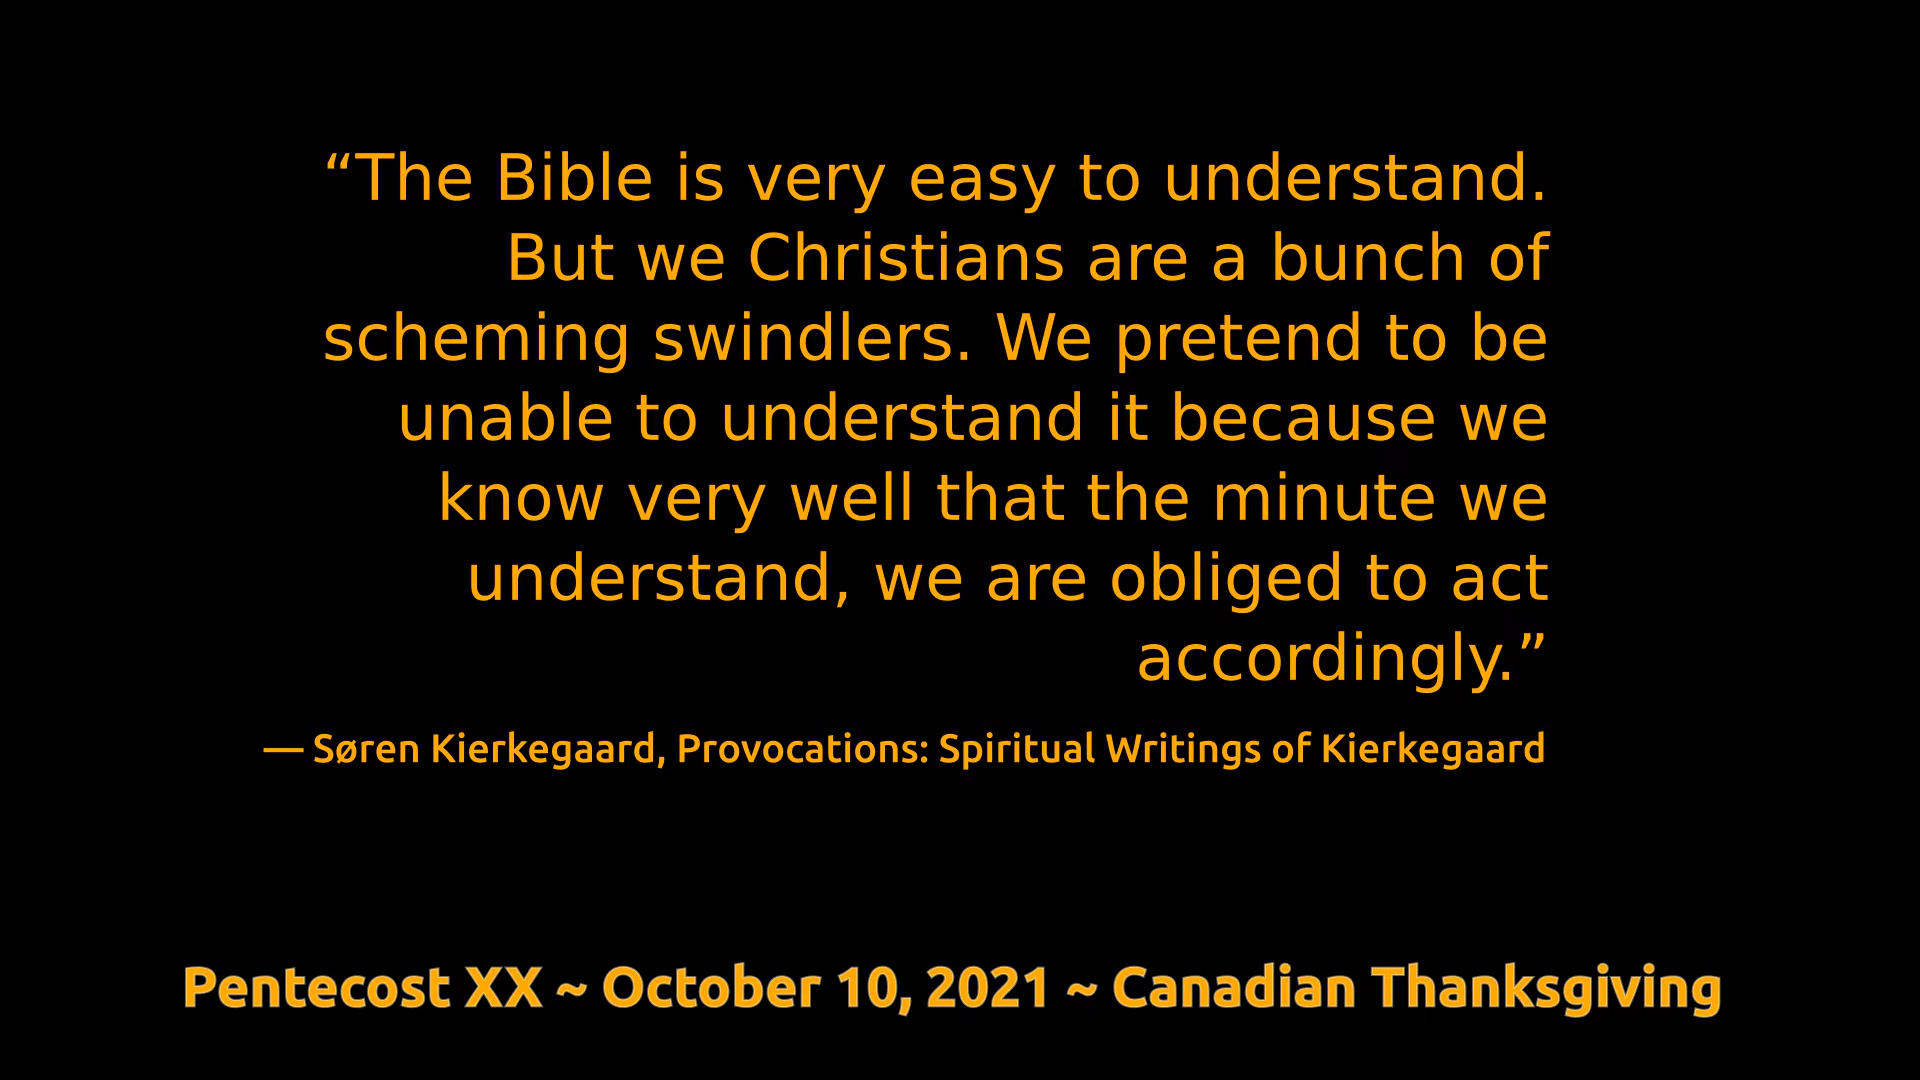 “The Bible is very easy to understand.
But we Christians are a bunch of
scheming swindlers. We pretend to be
unable to understand it because we
know very well that the minute we
understand, we are obliged to act
accordingly.”
— Søren Kierkegaard, Provocations: Spiritual Writings of Kierkegaard
Pentecost XX ~ October 10, 2021 ~ Canadian Thanksgiving